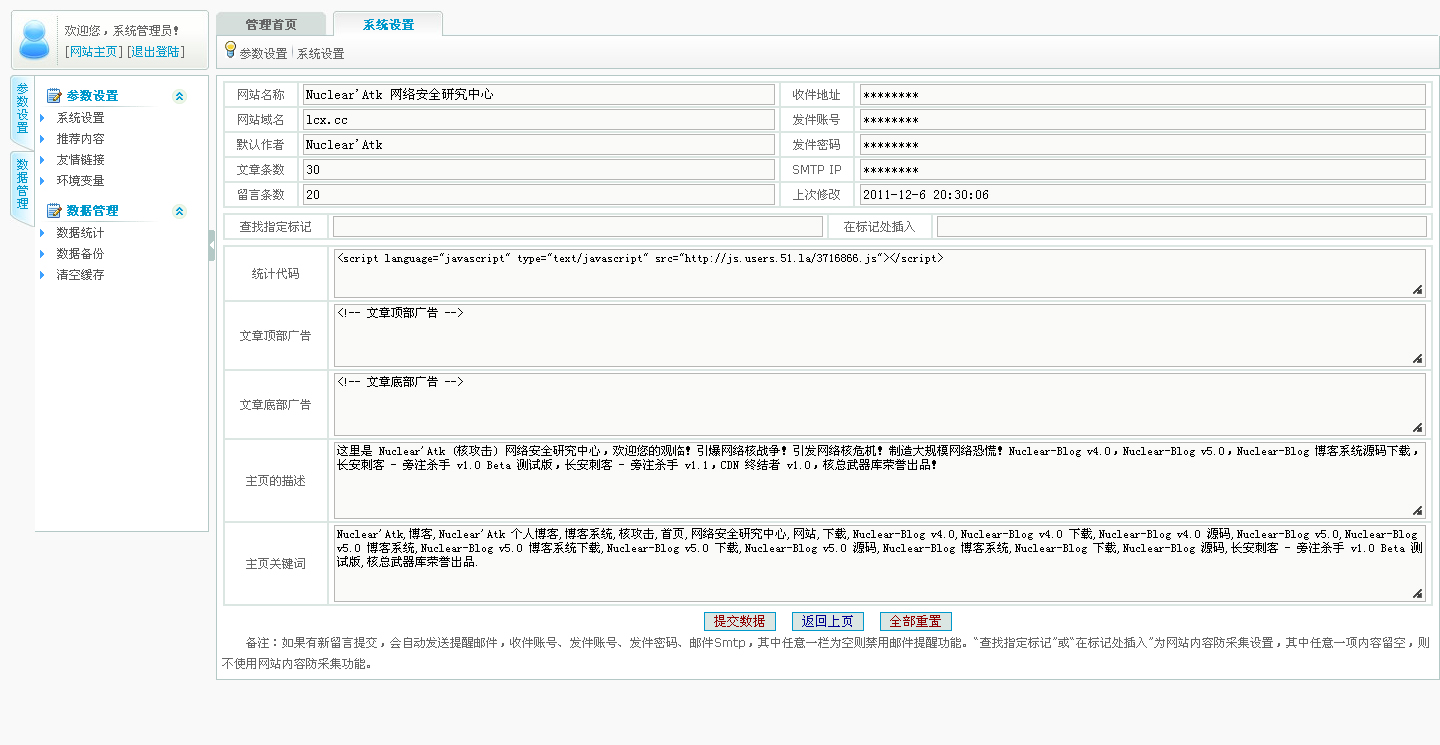 欢迎您，系统管理员！
[网站主页] [退出登陆]
管理首页
系统设置
参数设置 系统设置
参数设置
数据管理
参数设置
系统设置
推荐内容
友情链接
环境变量
数据管理
数据统计
数据备份
清空缓存
网站名称 Nuclear'Atk 网络安全研究中心 收件地址 ********
网站域名 lcx.cc 发件账号 ********
默认作者 Nuclear'Atk 发件密码 ********
文章条数 30 SMTP IP ********
留言条数 20 上次修改 2011-12-6 20:30:06
查找指定标记 在标记处插入
统计代码 <script language="javascript" type="text/javascript" src="http://js.users.51.la/3716866.js"></script>
文章顶部广告 <!-- 文章顶部广告 -->
文章底部广告 <!-- 文章底部广告 -->
主页的描述
这里是 Nuclear'Atk (核攻击) 网络安全研究中心，欢迎您的观临！引爆网络核战争！引发网络核危机！制造大规模网络恐慌！Nuclear-Blog v4.0，Nuclear-Blog v5.0，Nuclear-Blog 博客系统源码下载，
长安刺客 - 旁注杀手 v1.0 Beta 测试版，长安刺客 - 旁注杀手 v1.1，CDN 终结者 v1.0，核总武器库荣誉出品！
主页关键词
Nuclear'Atk,博客,Nuclear'Atk 个人博客,博客系统,核攻击,首页,网络安全研究中心,网站,下载,Nuclear-Blog v4.0,Nuclear-Blog v4.0 下载,Nuclear-Blog v4.0 源码,Nuclear-Blog v5.0,Nuclear-Blog
v5.0 博客系统,Nuclear-Blog v5.0 博客系统下载,Nuclear-Blog v5.0 下载,Nuclear-Blog v5.0 源码,Nuclear-Blog 博客系统,Nuclear-Blog 下载,Nuclear-Blog 源码,长安刺客 - 旁注杀手 v1.0 Beta 测
试版,核总武器库荣誉出品.
提交数据 返回上页 全部重置
备注：如果有新留言提交，会自动发送提醒邮件，收件账号、发件账号、发件密码、邮件Smtp，其中任意一栏为空则禁用邮件提醒功能。“查找指定标记”或“在标记处插入”为网站内容防采集设置，其中任意一项内容留空，则
不使用网站内容防采集功能。